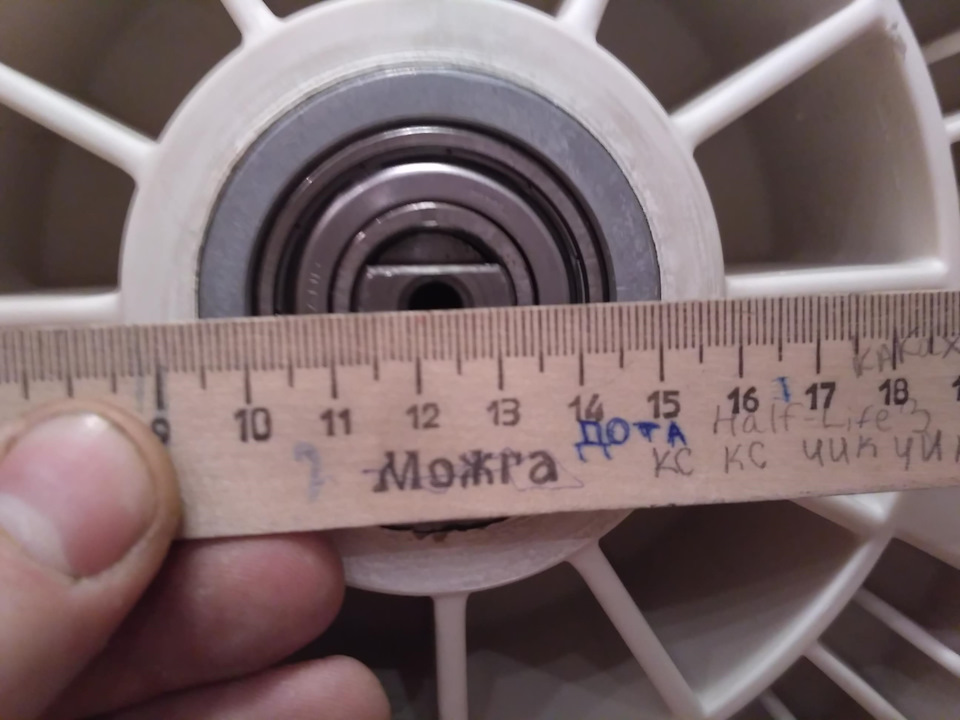 9 10 11 12 13 14 15 16 17 18
ДОТА Half-Life 3
Можга КС КС ЧИК ЧИ